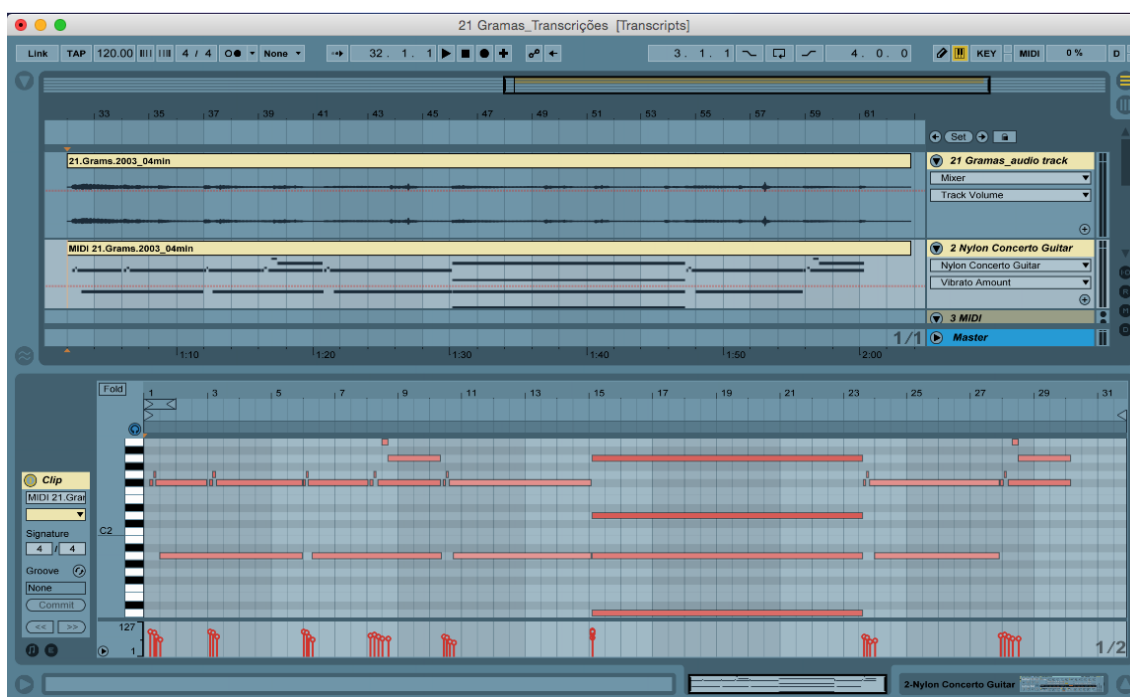 21 Gramas_Transcrições [Transcripts]
Link TAP 120.00 4 / 4 None 32. 1. 1 3. 1. 1 4. 0. 0 KEY MIDI 0 % D
33 35 37 39 41 43 45 47 49 51 53 55 57 59 61
Set
21.Grams.2003_04min
21 Gramas_audio track
Mixer
Track Volume
MIDI 21.Grams.2003_04min
2 Nylon Concerto Guitar
Nylon Concerto Guitar
Vibrato Amount
3 MIDI
1/1 Master
1:10 1:20 1:30 1:40 1:50 2:00
Fold
1 3 5 7 9 11 13 15 17 19 21 23 25 27 29 31
Clip
MIDI 21.Gra
Signature
4 / 4
Groove
None
Commit
<< >>
C2
127
1
1/2
2-Nylon Concerto Guitar